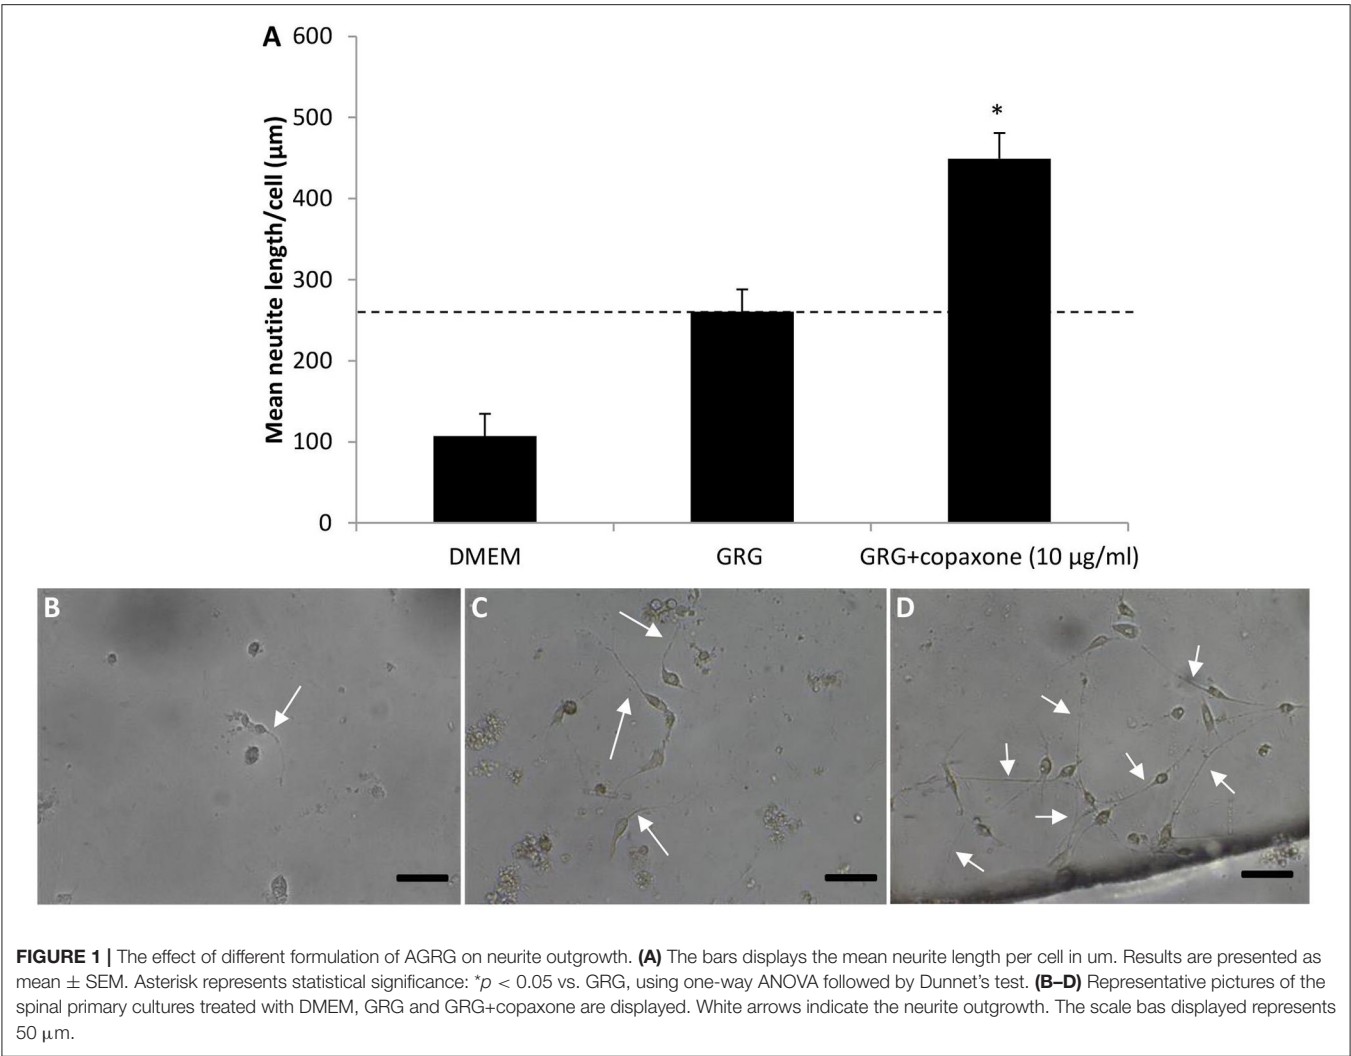 A
600
500
400
300
200
100
0
Mean neutite length/cell (µm)
*
DMEM
GRG
GRG+copaxone (10 µg/ml)
B
C
D
FIGURE 1 | The effect of different formulation of AGRG on neurite outgrowth. (A) The bars displays the mean neurite length per cell in um. Results are presented as
mean ± SEM. Asterisk represents statistical significance: *p < 0.05 vs. GRG, using one-way ANOVA followed by Dunnet's test. (B–D) Representative pictures of the
spinal primary cultures treated with DMEM, GRG and GRG+copaxone are displayed. White arrows indicate the neurite outgrowth. The scale bas displayed represents
50 µm.